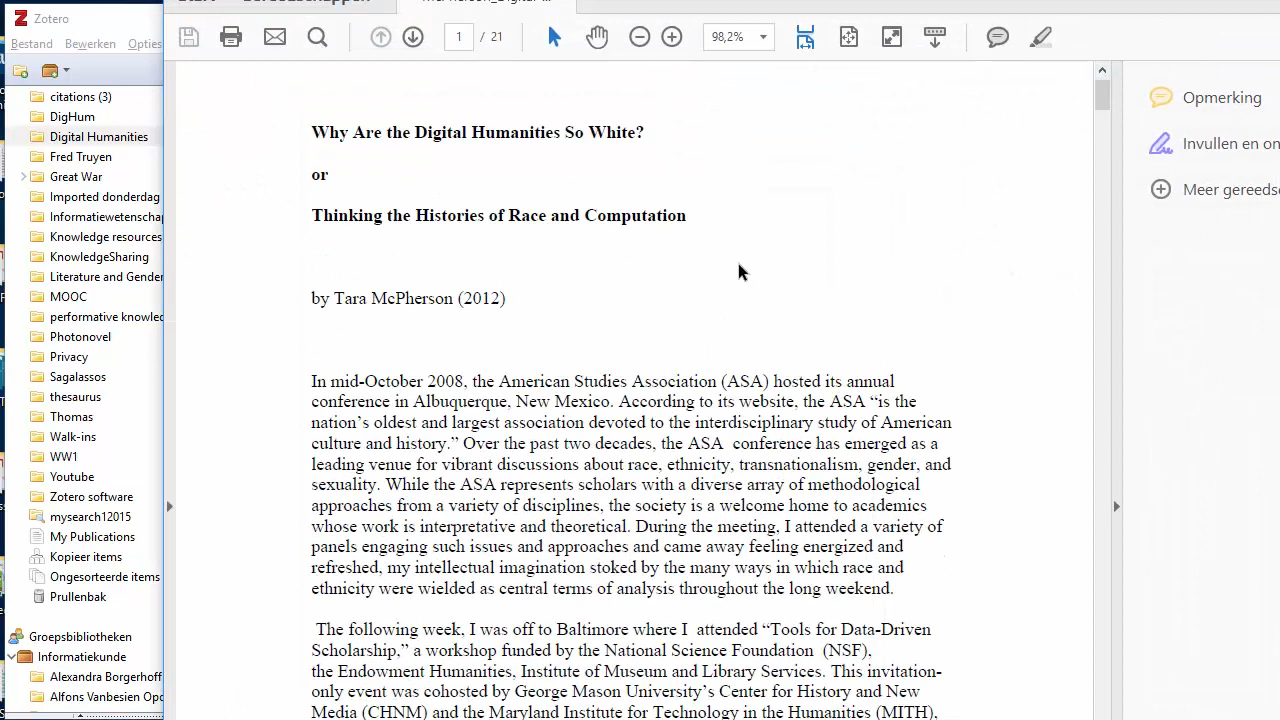 Zotero
Bestand Bewerken Opties
1 / 21
98,2%
citations (3)
DigHum
Digital Humanities
Fred Truyen
Great War
Imported donderdag
Informatiewetenschap
Knowledge resources
KnowledgeSharing
Literature and Gender
MOOC
performative knowled
Photonovel
Privacy
Sagalassos
thesaurus
Thomas
Walk-ins
WW1
Youtube
Zotero software
mysearch12015
My Publications
Kopieer items
Ongesorteerde items
Prullenbak
Groepsbibliotheken
Informatiekunde
Alexandra Borgerhoff
Alfons Vanbesien Opd
Why Are the Digital Humanities So White?
or
Thinking the Histories of Race and Computation
by Tara McPherson (2012)
In mid-October 2008, the American Studies Association (ASA) hosted its annual
conference in Albuquerque, New Mexico. According to its website, the ASA “is the
nation’s oldest and largest association devoted to the interdisciplinary study of American
culture and history.” Over the past two decades, the ASA conference has emerged as a
leading venue for vibrant discussions about race, ethnicity, transnationalism, gender, and
sexuality. While the ASA represents scholars with a diverse array of methodological
approaches from a variety of disciplines, the society is a welcome home to academics
whose work is interpretative and theoretical. During the meeting, I attended a variety of
panels engaging such issues and approaches and came away feeling energized and
refreshed, my intellectual imagination stoked by the many ways in which race and
ethnicity were wielded as central terms of analysis throughout the long weekend.
The following week, I was off to Baltimore where I attended “Tools for Data-Driven
Scholarship,” a workshop funded by the National Science Foundation (NSF),
the Endowment Humanities, Institute of Museum and Library Services. This invitation-
only event was cohosted by George Mason University’s Center for History and New
Media (CHNM) and the Maryland Institute for Technology in the Humanities (MITH),
Opmerking
Invullen en on
Meer gereeds